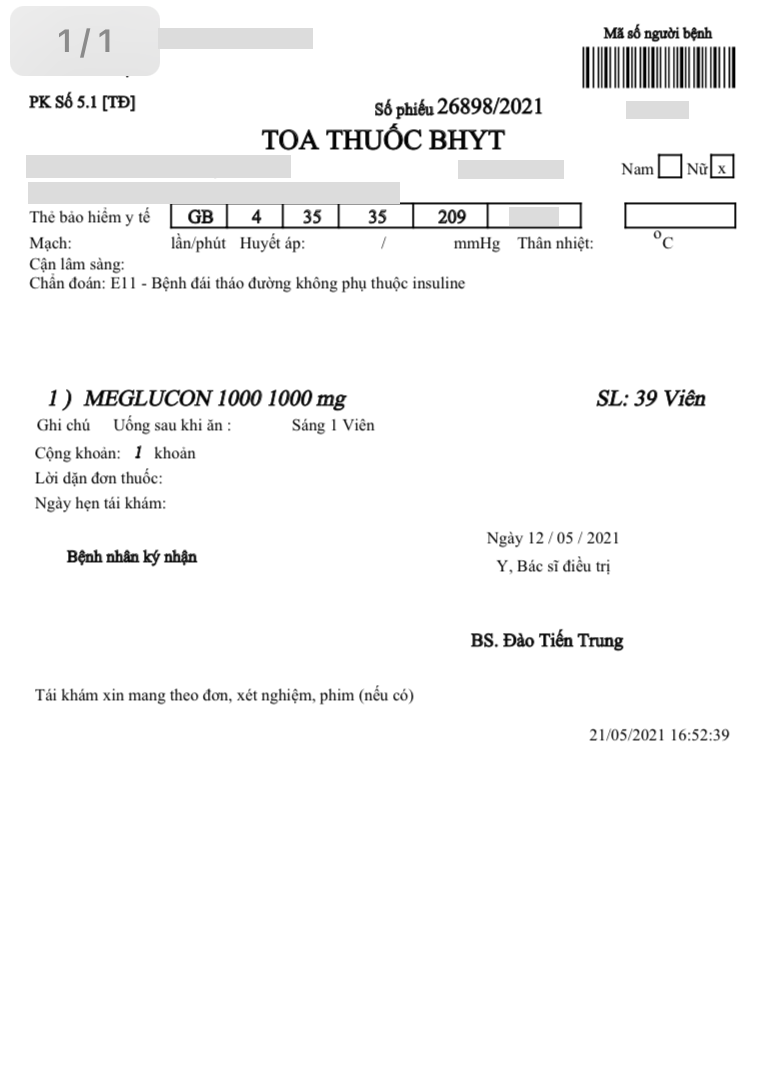 1/1
Mã số người bệnh
PK Số 5.1 [TĐ]
Số phiếu 26898/2021
TOA THUỐC BHYT
Nam Nữ x
Thẻ bảo hiểm y tế GB 4 35 35 209
Mạch: lần/phút Huyết áp: / mmHg Thân nhiệt: °C
Cận lâm sàng:
Chẩn đoán: E11 - Bệnh đái tháo đường không phụ thuộc insuline
1 ) MEGLUCON 1000 1000 mg SL: 39 Viên
Ghi chú Uống sau khi ăn : Sáng 1 Viên
Cộng khoản: 1 khoản
Lời dặn đơn thuốc:
Ngày hẹn tái khám:
Ngày 12 / 05 / 2021
Bệnh nhân ký nhận
Y, Bác sĩ điều trị
BS. Đào Tiến Trung
Tái khám xin mang theo đơn, xét nghiệm, phim (nếu có)
21/05/2021 16:52:39